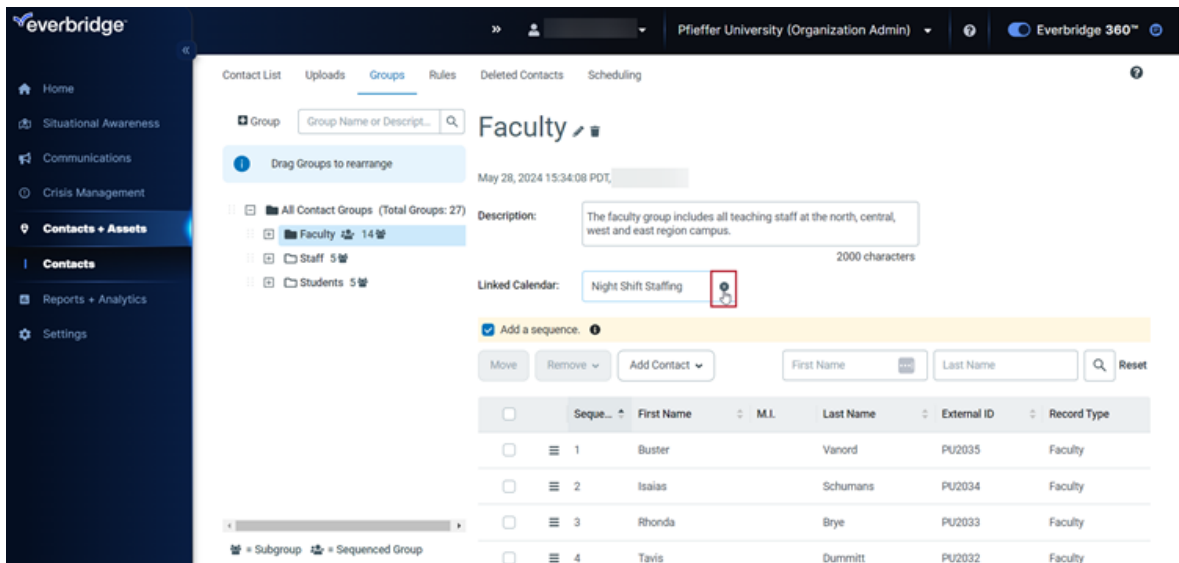 everbridge
Pfieffer University (Organization Admin)
Everbridge 360™
Home
Situational Awareness
Communications
Crisis Management
Contacts + Assets
Contacts
Reports + Analytics
Settings
Contact List Uploads Groups Rules Deleted Contacts Scheduling
Group
Group Name or Descript...
Drag Groups to rearrange
All Contact Groups (Total Groups: 27)
Faculty 14
Staff 5
Students 5
= Subgroup = Sequenced Group
Faculty
May 28, 2024 15:34:08 PDT,
Description:
The faculty group includes all teaching staff at the north, central,
west and east region campus.
2000 characters
Linked Calendar: Night Shift Staffing
Add a sequence.
Move Remove Add Contact First Name Last Name Reset
Seque... First Name M.I. Last Name External ID Record Type
1 Buster Vanord PU2035 Faculty
2 Isaias Schumans PU2034 Faculty
3 Rhonda Brye PU2033 Faculty
4 Tavis Dummitt PU2032 Faculty